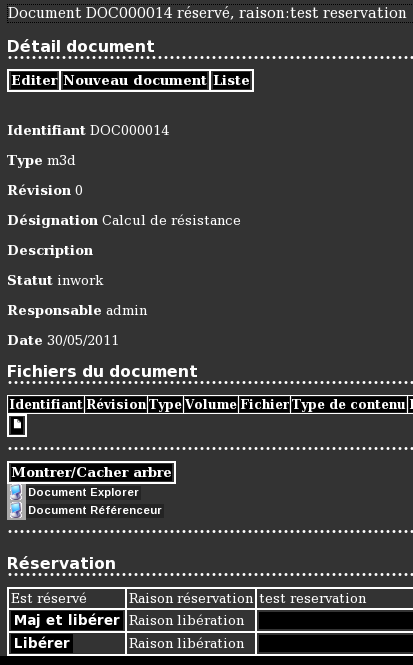 Document DOC000014 réservé, raison:test reservation
Détail document
Editer Nouveau document Liste
Identifiant DOC000014
Type m3d
Révision 0
Désignation Calcul de résistance
Description
Statut inwork
Responsable admin
Date 30/05/2011
Fichiers du document
Identifiant Révision Type Volume Fichier Type de contenu
Montrer/Cacher arbre
Document Explorer
Document Référenceur
Réservation
Est réservé Raison réservation test reservation
Maj et libérer Raison libération
Libérer Raison libération